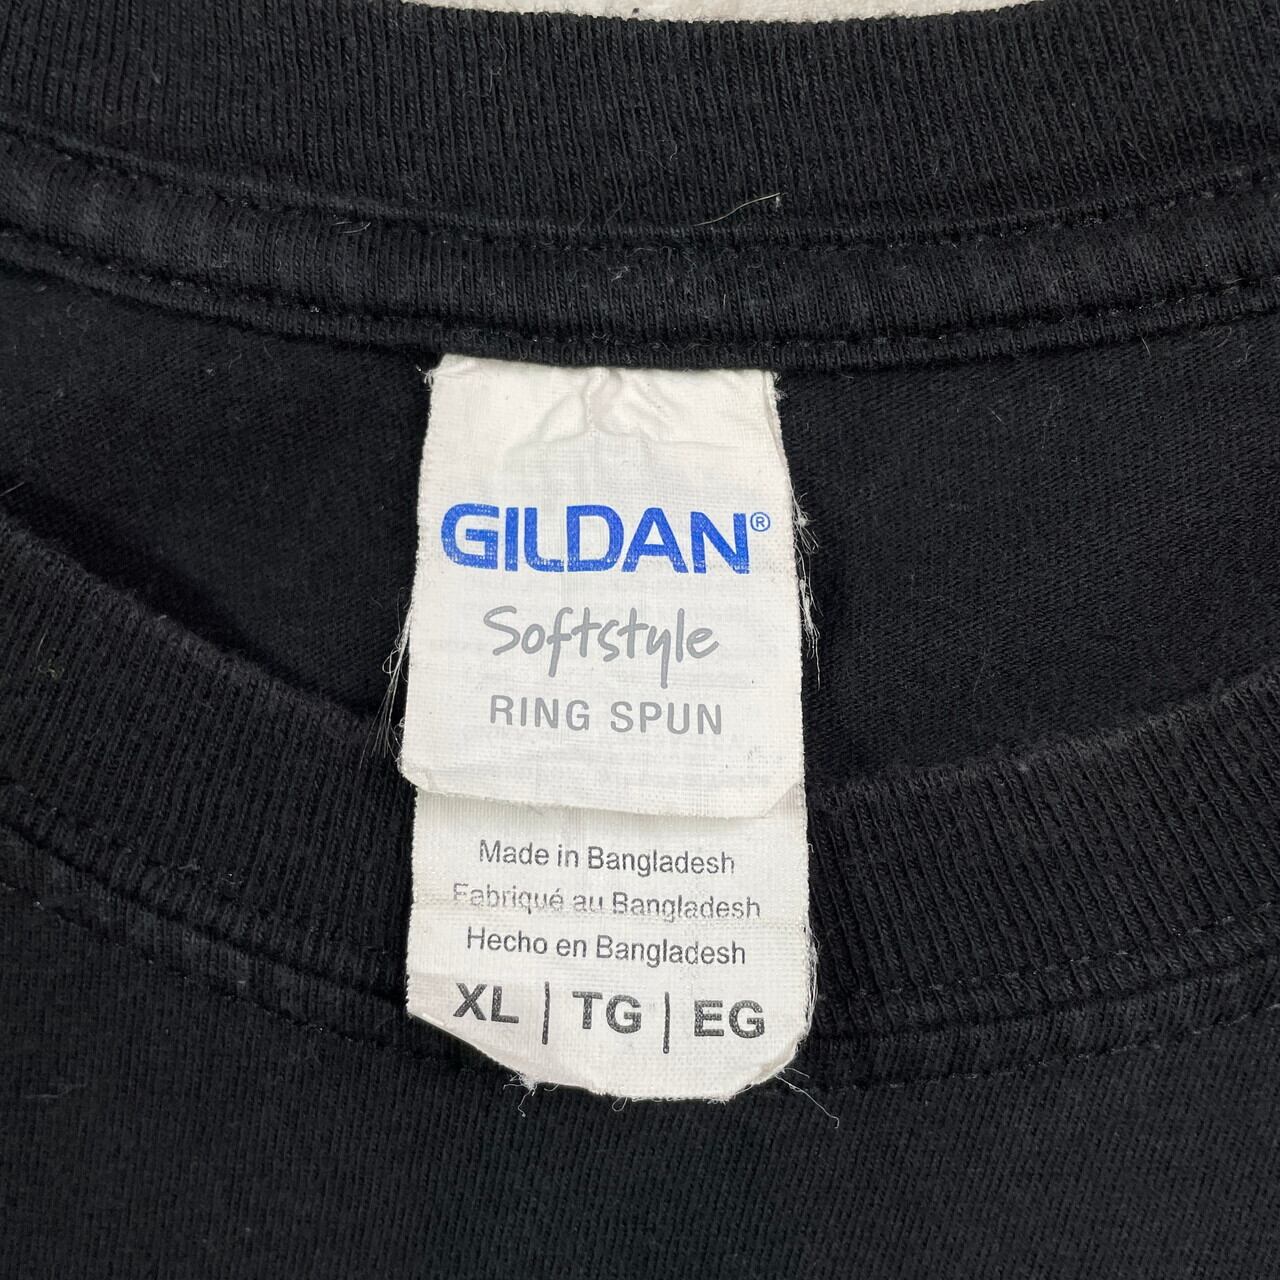 GILDAN®
Softstyle
RING SPUN
Made in Bangladesh
Fabriqué au Bangladesh
Hecho en Bangladesh
XL | TG | EG